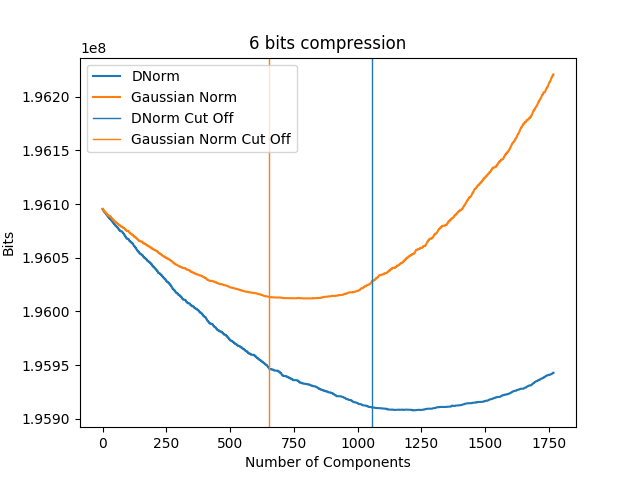 6 bits compression
1e8
DNorm
Gaussian Norm
DNorm Cut Off
Gaussian Norm Cut Off
1.9620
1.9615
1.9610
1.9605
1.9600
1.9595
1.9590
Bits
0 250 500 750 1000 1250 1500 1750
Number of Components